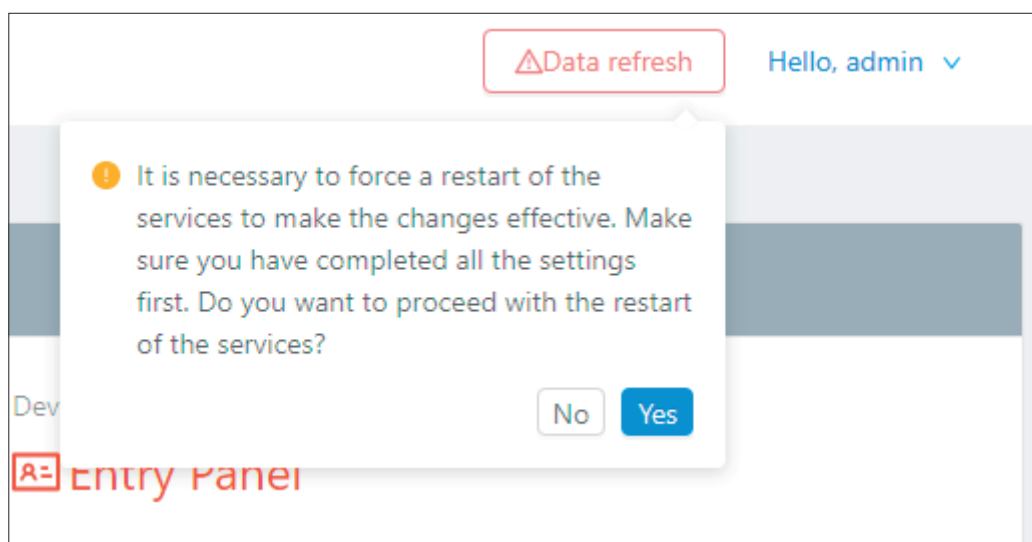 Data refresh
Hello, admin
It is necessary to force a restart of the
services to make the changes effective. Make
sure you have completed all the settings
first. Do you want to proceed with the restart
of the services?
No Yes
Dev
Entry Panel